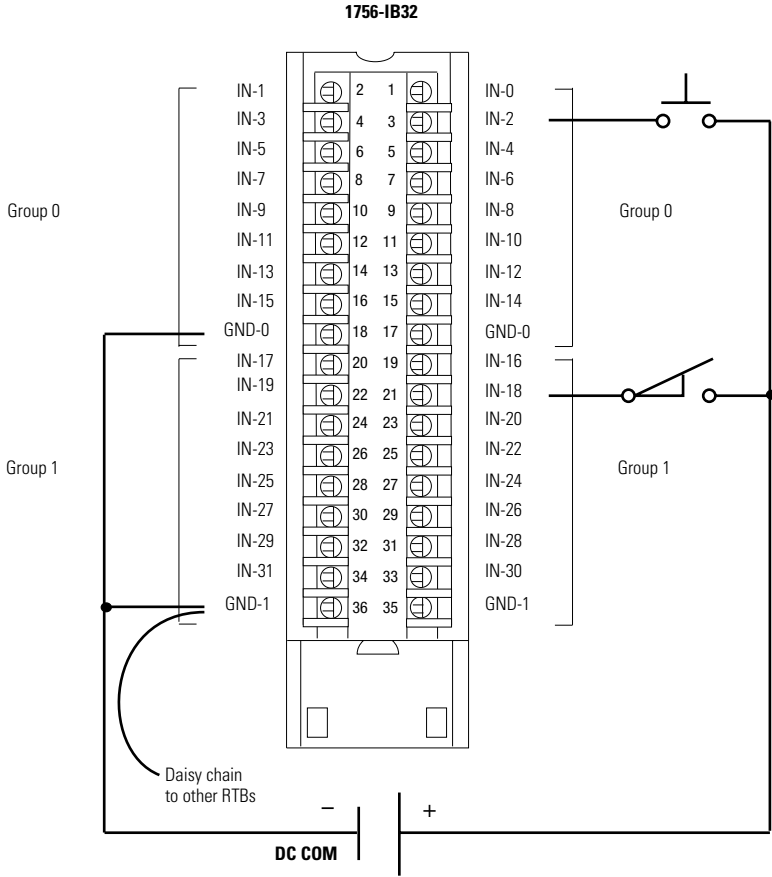 1756-IB32
IN-1 2 1 IN-0
IN-3 4 3 IN-2
IN-5 6 5 IN-4
IN-7 8 7 IN-6
Group 0 IN-9 10 9 IN-8 Group 0
IN-11 12 11 IN-10
IN-13 14 13 IN-12
IN-15 16 15 IN-14
GND-0 18 17 GND-0
IN-17 20 19 IN-16
IN-19 22 21 IN-18
IN-21 24 23 IN-20
IN-23 26 25 IN-22
Group 1 Group 1
IN-25 28 27 IN-24
IN-27 30 29 IN-26
IN-29 32 31 IN-28
IN-31 34 33 IN-30
GND-1 36 35 GND-1
Daisy chain
to other RTBs
– +
DC COM